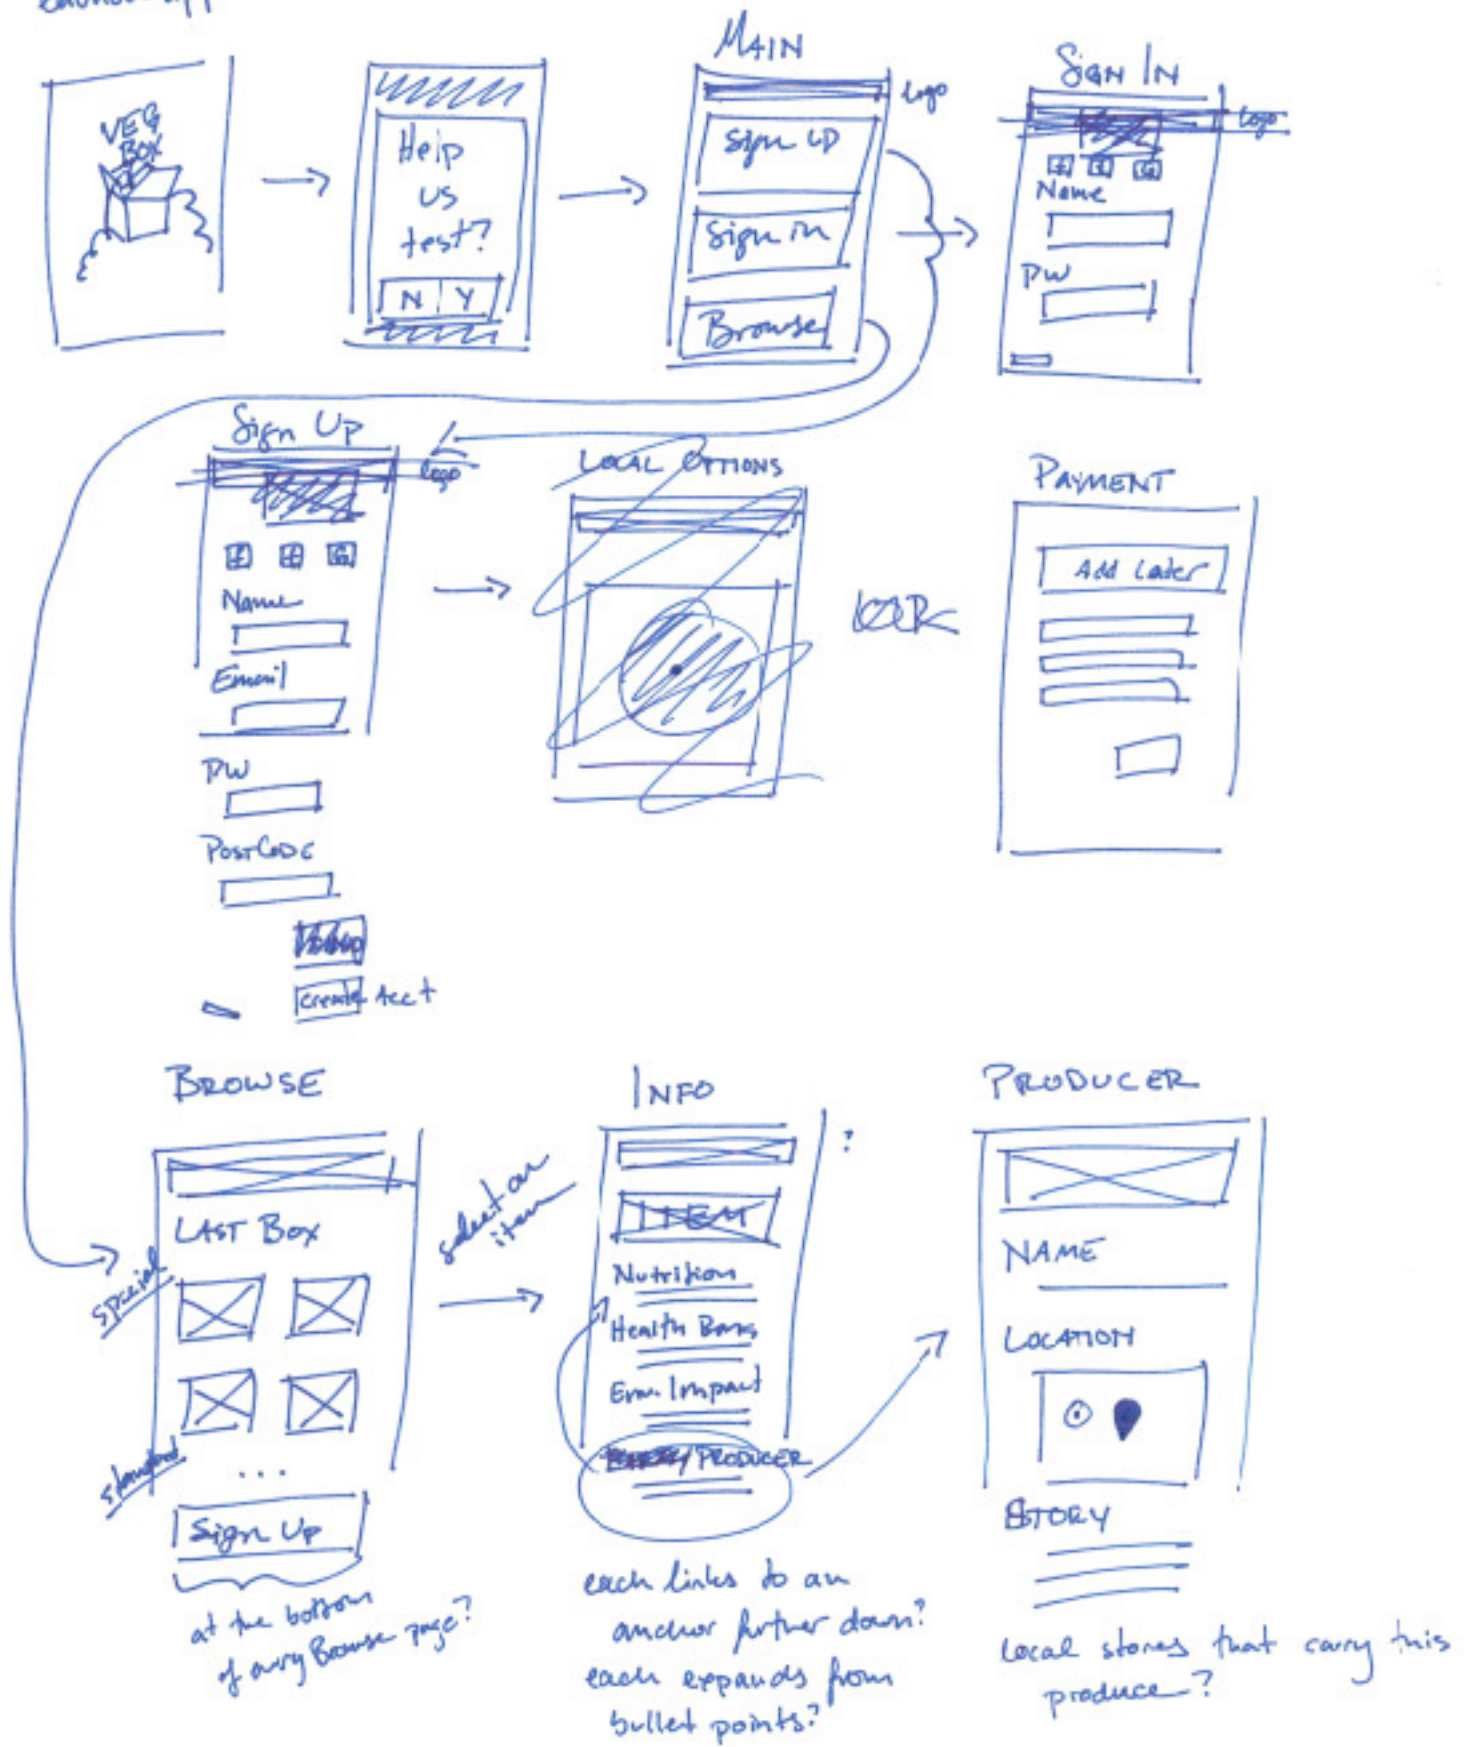 VEG
BOX
Help
us
test?
N Y
MAIN
logo
Sign UP
Sign in
Browse
SIGN IN
logo
f t G
Name
PW
Sign Up
logo
f t G
Name
Email
PW
POSTCODE
Create Acct
LOCAL OPTIONS
OR
PAYMENT
Add Later
BROWSE
LAST BOX
special
standard
...
Sign Up
at the bottom
of every Browse page?
select an
item
INFO
?
ITEM
Nutrition
Health
Env. Impact
PRODUCER
each links to an
anchor further down?
each expands from
bullet points?
PRODUCER
NAME
LOCATION
STORY
local stores that carry this
produce?